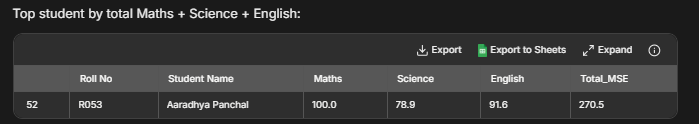 Top student by total Maths + Science + English:
Export Export to Sheets Expand
Roll No Student Name Maths Science English Total_MSE
52 R053 Aaradhya Panchal 100.0 78.9 91.6 270.5